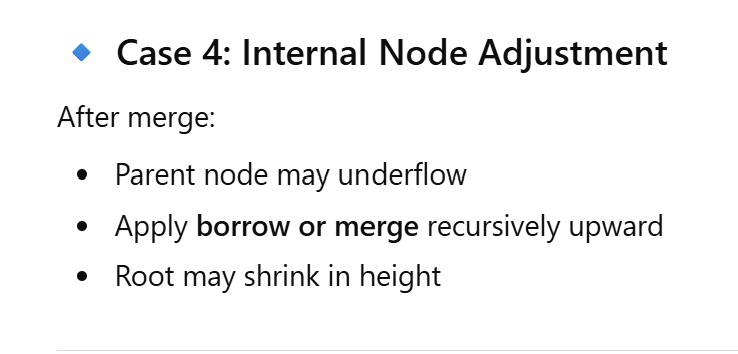 Case 4: Internal Node Adjustment
After merge:
• Parent node may underflow
• Apply borrow or merge recursively upward
• Root may shrink in height